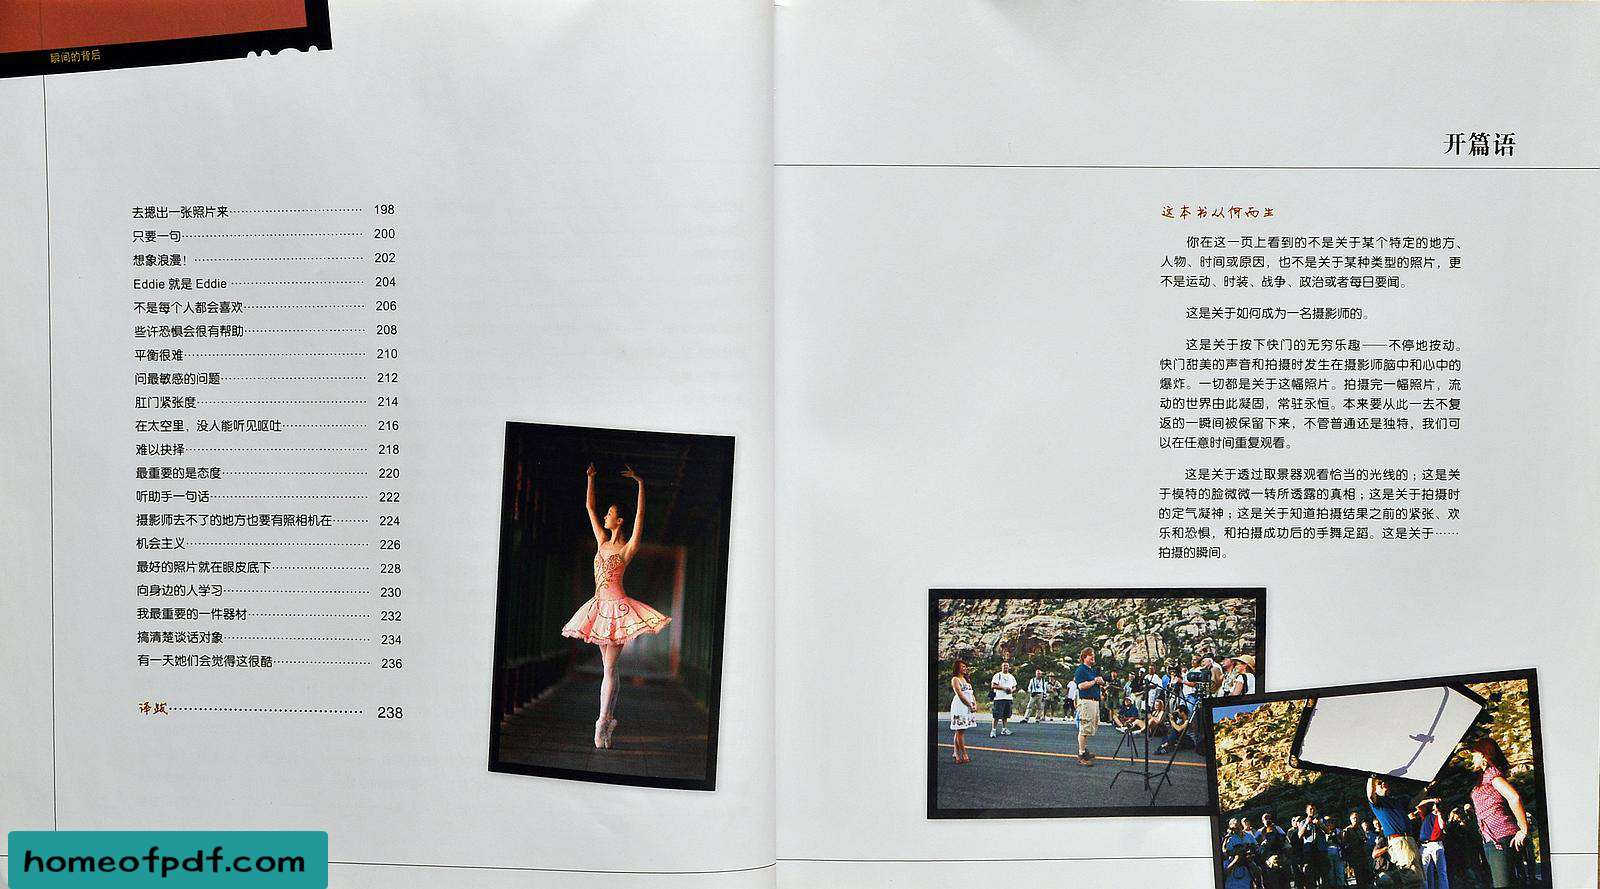 瞬间的背后
去摁出一张照片来 198
只要一句 200
想象浪漫！ 202
Eddie 就是 Eddie 204
不是每个人都会喜欢 206
些许恐惧会很有帮助 208
平衡很难 210
问最敏感的问题 212
肛门紧张度 214
在太空里，没人能听见呕吐 216
难以抉择 218
最重要的是态度 220
听助手一句话 222
摄影师去不了的地方也要有照相机在 224
机会主义 226
最好的照片就在眼皮底下 228
向身边的人学习 230
我最重要的一件器材 232
搞清楚谈话对象 234
有一天她们会觉得这很酷 236
译跋 238
开篇语
这本书从何而生
你在这一页上看到的不是关于某个特定的地方、
人物、时间或原因，也不是关于某种类型的照片，更
不是运动、时装、战争、政治或者每日要闻。
这是关于如何成为一名摄影师的。
这是关于按下快门的无穷乐趣——不停地按动。
快门甜美的声音和拍摄时发生在摄影师脑中和心中的
爆炸。一切都是关于这幅照片。拍摄完一幅照片，流
动的世界由此凝固，常驻永恒。本来要从此一去不复
返的一瞬间被保留下来，不管普通还是独特，我们可
以在任意时间重复观看。
这是关于透过取景器观看恰当的光线的；这是关
于模特的脸微微一转所透露的真相；这是关于拍摄时
的定气凝神；这是关于知道拍摄结果之前的紧张、欢
乐和恐惧，和拍摄成功后的手舞足蹈。这是关于……
拍摄的瞬间。
homeofpdf.com